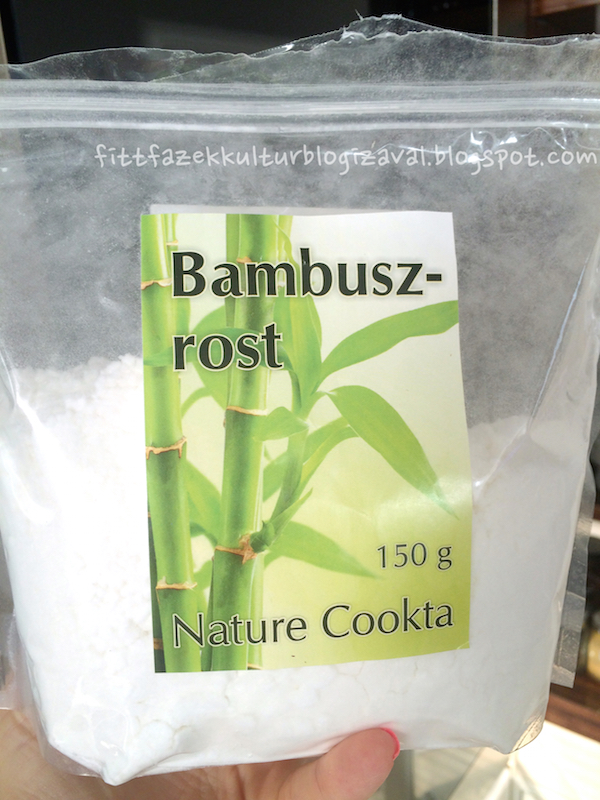 fittfazekkulturblogizaval.blogspot.com
Bambusz-
rost
150 g
Nature Cookta